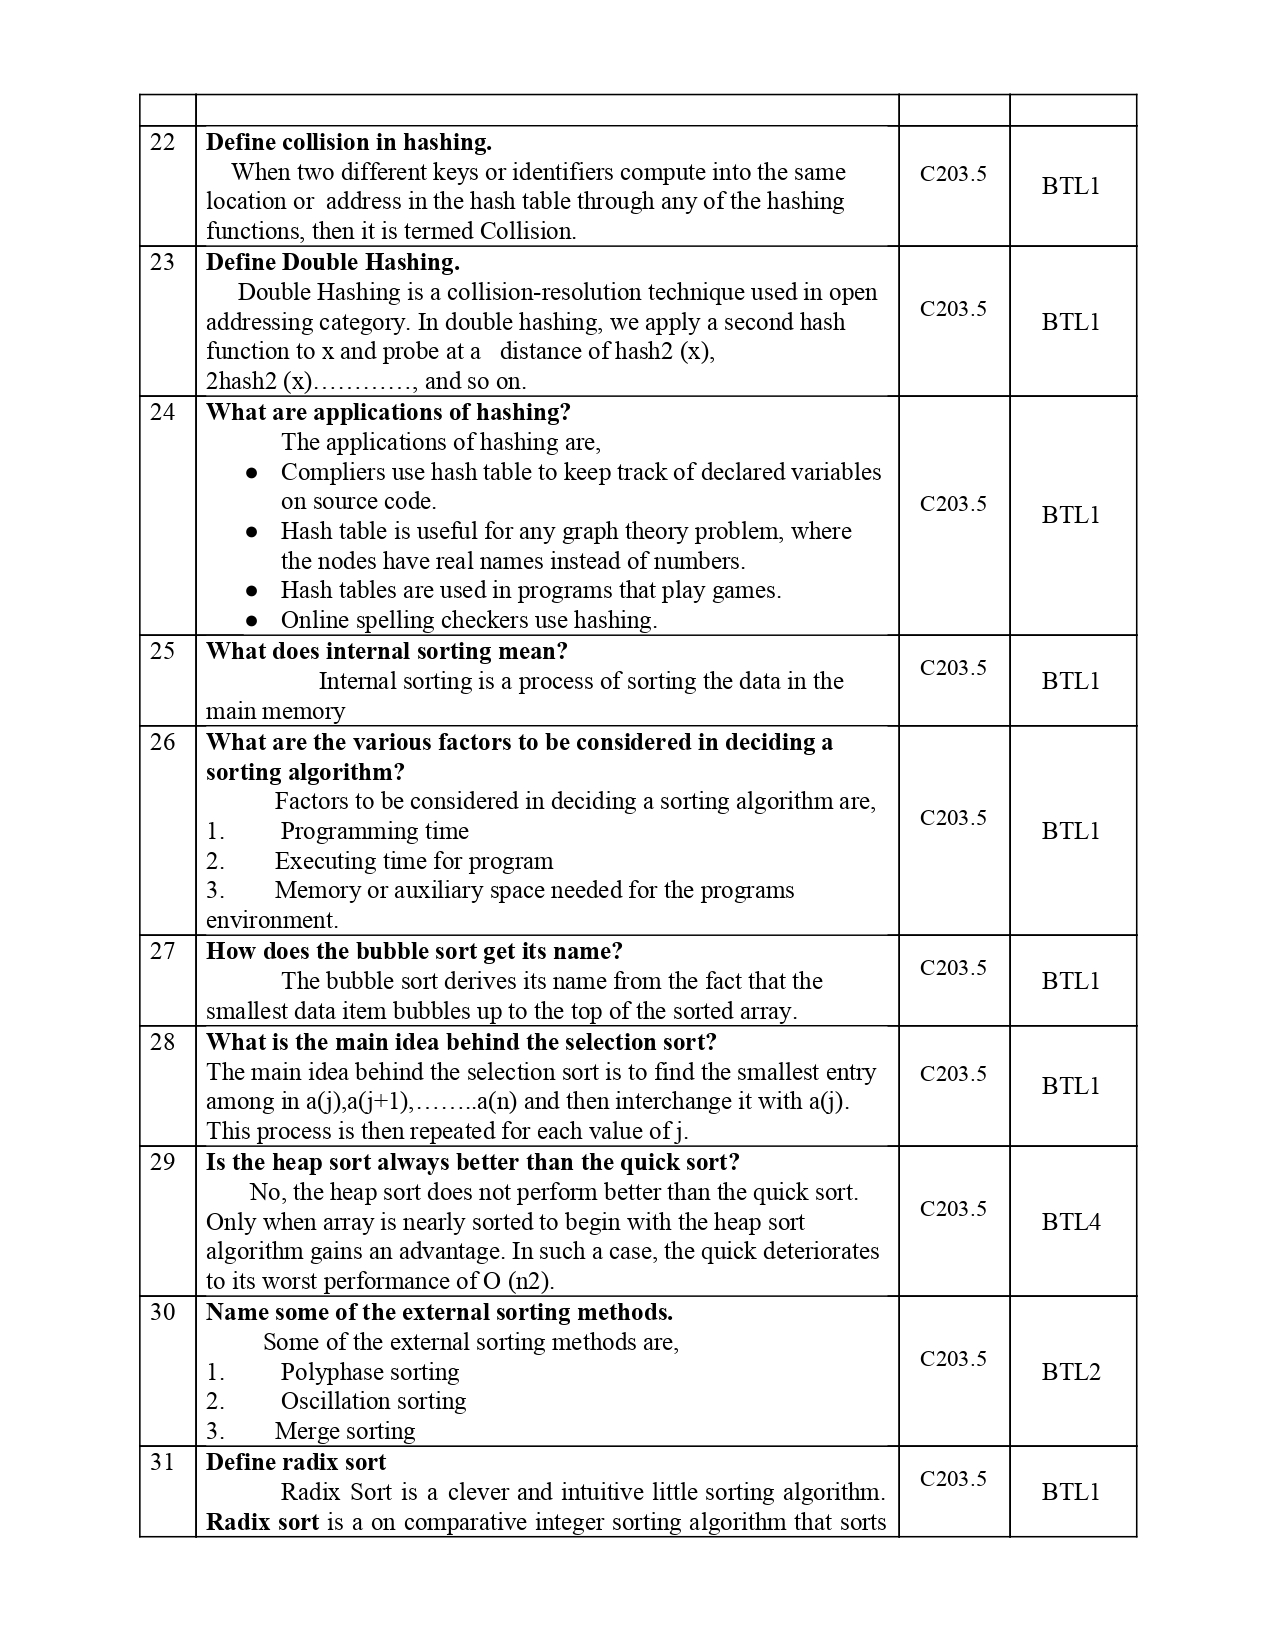 22 Define collision in hashing.
When two different keys or identifiers compute into the same
location or address in the hash table through any of the hashing
functions, then it is termed Collision.
C203.5
BTL1
23 Define Double Hashing.
Double Hashing is a collision-resolution technique used in open
addressing category. In double hashing, we apply a second hash
function to x and probe at a distance of hash2 (x),
2hash2 (x)…………, and so on.
C203.5
BTL1
24 What are applications of hashing?
The applications of hashing are,
● Compliers use hash table to keep track of declared variables
on source code.
● Hash table is useful for any graph theory problem, where
the nodes have real names instead of numbers.
● Hash tables are used in programs that play games.
● Online spelling checkers use hashing.
C203.5
BTL1
25 What does internal sorting mean?
Internal sorting is a process of sorting the data in the
main memory
C203.5
BTL1
26 What are the various factors to be considered in deciding a
sorting algorithm?
Factors to be considered in deciding a sorting algorithm are,
1. Programming time
2. Executing time for program
3. Memory or auxiliary space needed for the programs
environment.
C203.5
BTL1
27 How does the bubble sort get its name?
The bubble sort derives its name from the fact that the
smallest data item bubbles up to the top of the sorted array.
C203.5
BTL1
28 What is the main idea behind the selection sort?
The main idea behind the selection sort is to find the smallest entry
among in a(j),a(j+1),……..a(n) and then interchange it with a(j).
This process is then repeated for each value of j.
C203.5
BTL1
29 Is the heap sort always better than the quick sort?
No, the heap sort does not perform better than the quick sort.
Only when array is nearly sorted to begin with the heap sort
algorithm gains an advantage. In such a case, the quick deteriorates
to its worst performance of O (n2).
C203.5
BTL4
30 Name some of the external sorting methods.
Some of the external sorting methods are,
1. Polyphase sorting
2. Oscillation sorting
3. Merge sorting
C203.5
BTL2
31 Define radix sort
Radix Sort is a clever and intuitive little sorting algorithm.
Radix sort is a on comparative integer sorting algorithm that sorts
C203.5
BTL1